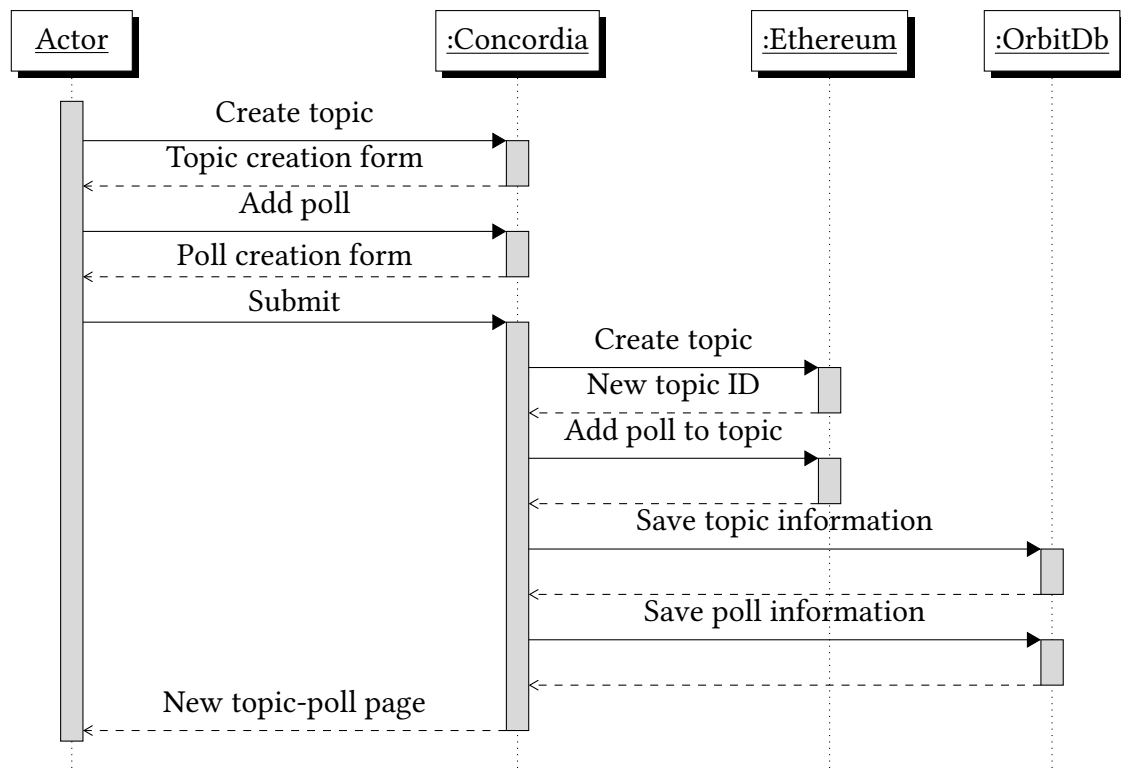 Actor
:Concordia
:Ethereum
:OrbitDb
Create topic
Topic creation form
Add poll
Poll creation form
Submit
Create topic
New topic ID
Add poll to topic
Save topic information
Save poll information
New topic-poll page